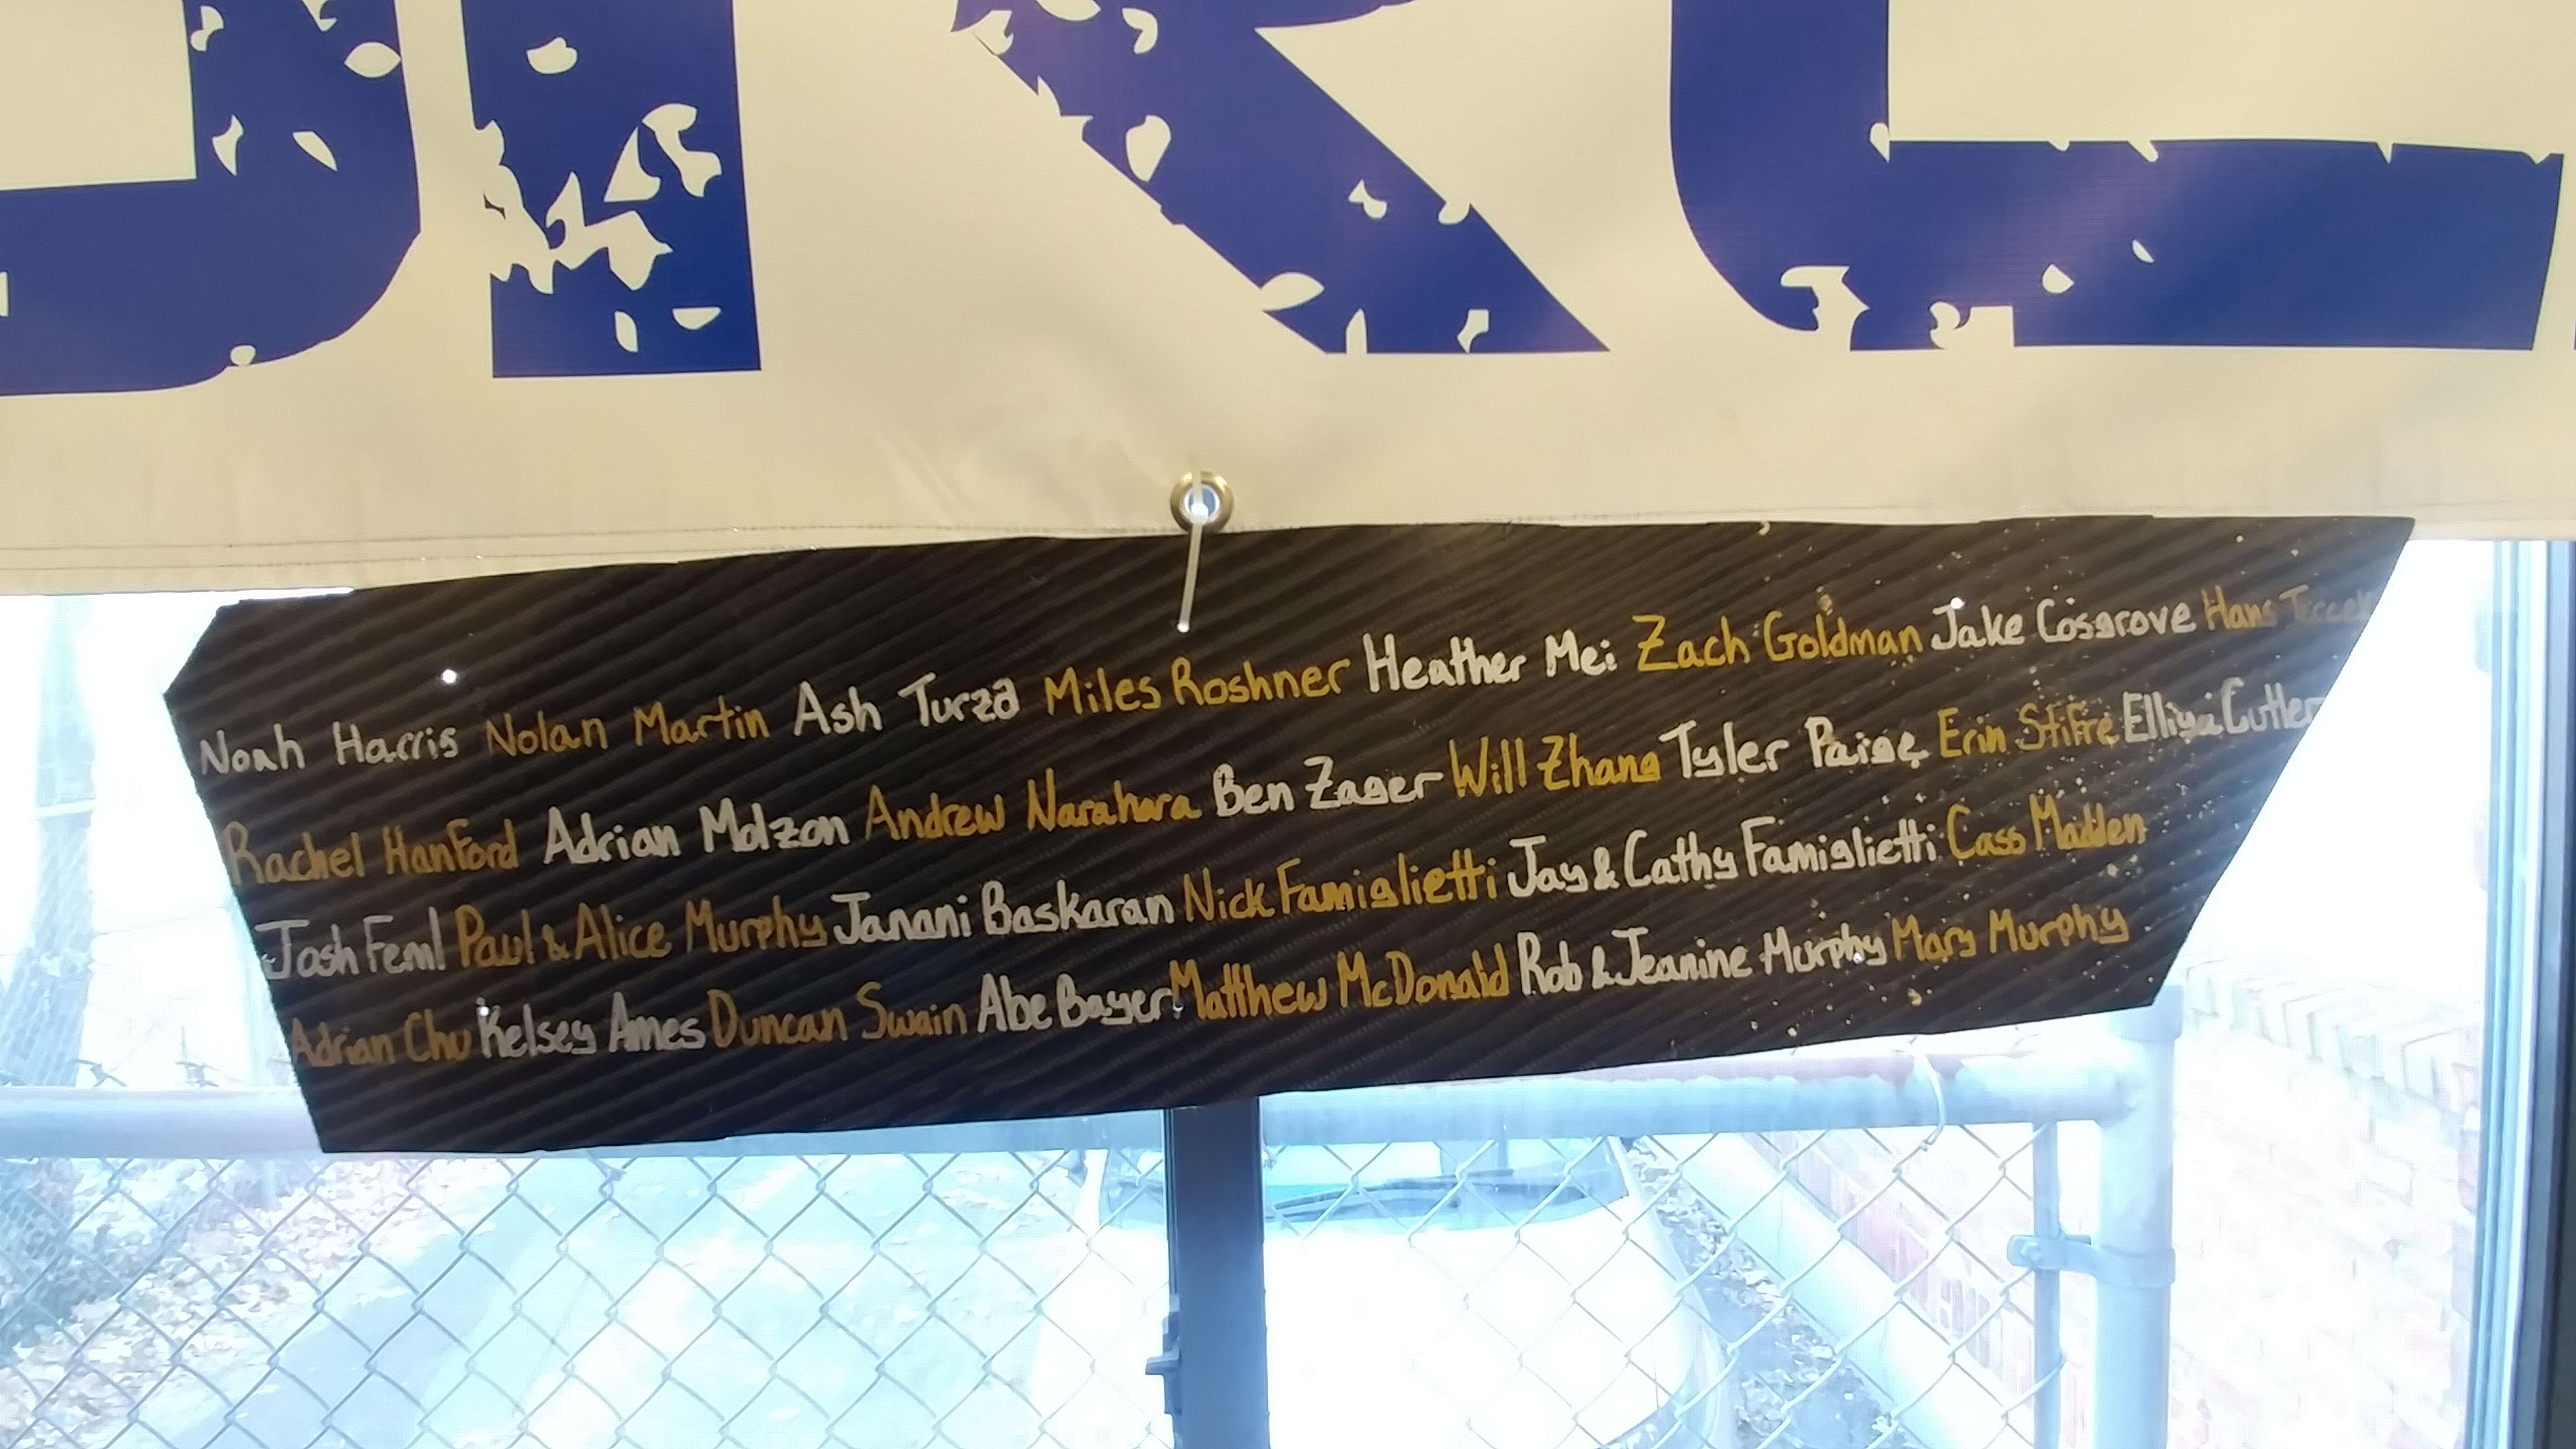 Noah Harris Nolan Martin Ash Turza Miles Roshner Heather Mei Zach Goldman Jake Cosgrove Hans
Rachel Hanford Adrian Molzon Andrew Narahara Ben Zager Will Zhang Tyler Paige Erin Stifre Elliya Cutler
Josh Feml Paul & Alice Murphy Janani Baskaran Nick Famiglietti Jay & Cathy Famiglietti Cass Madden
Adrian Chu Kelsey Ames Duncan Swain Abe Bayer Matthew McDonald Rob & Jeanine Murphy Mary Murphy